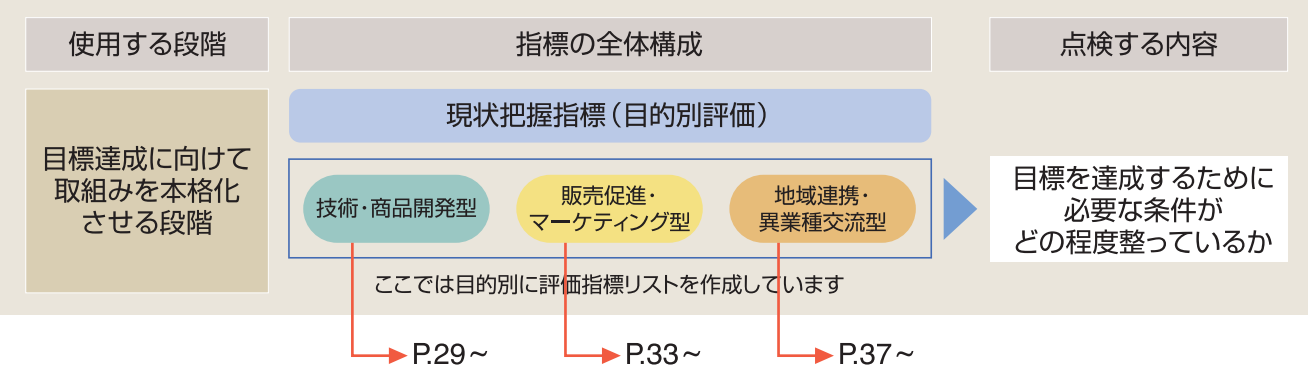 使用する段階
指標の全体構成
点検する内容
目標達成に向けて
取組みを本格化
させる段階
現状把握指標（目的別評価）
技術・商品開発型
販売促進・
マーケティング型
地域連携・
異業種交流型
ここでは目的別に評価指標リストを作成しています
目標を達成するために
必要な条件が
どの程度整っているか
P.29～
P.33～
P.37～